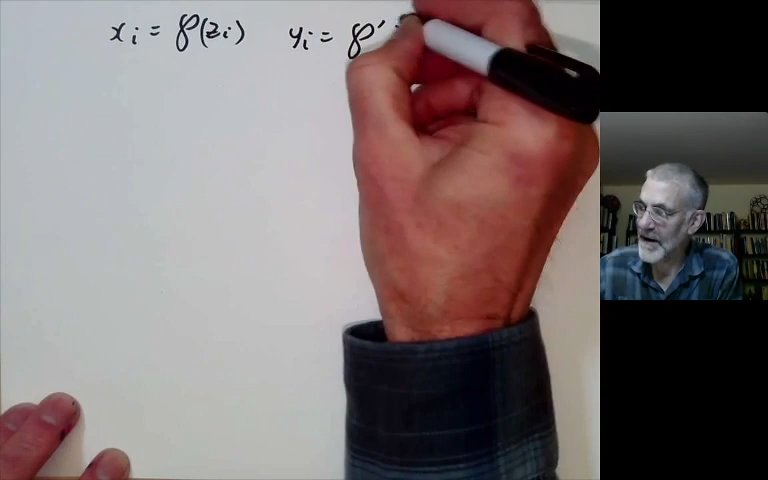 xᵢ = ℘(zᵢ) yᵢ = ℘′